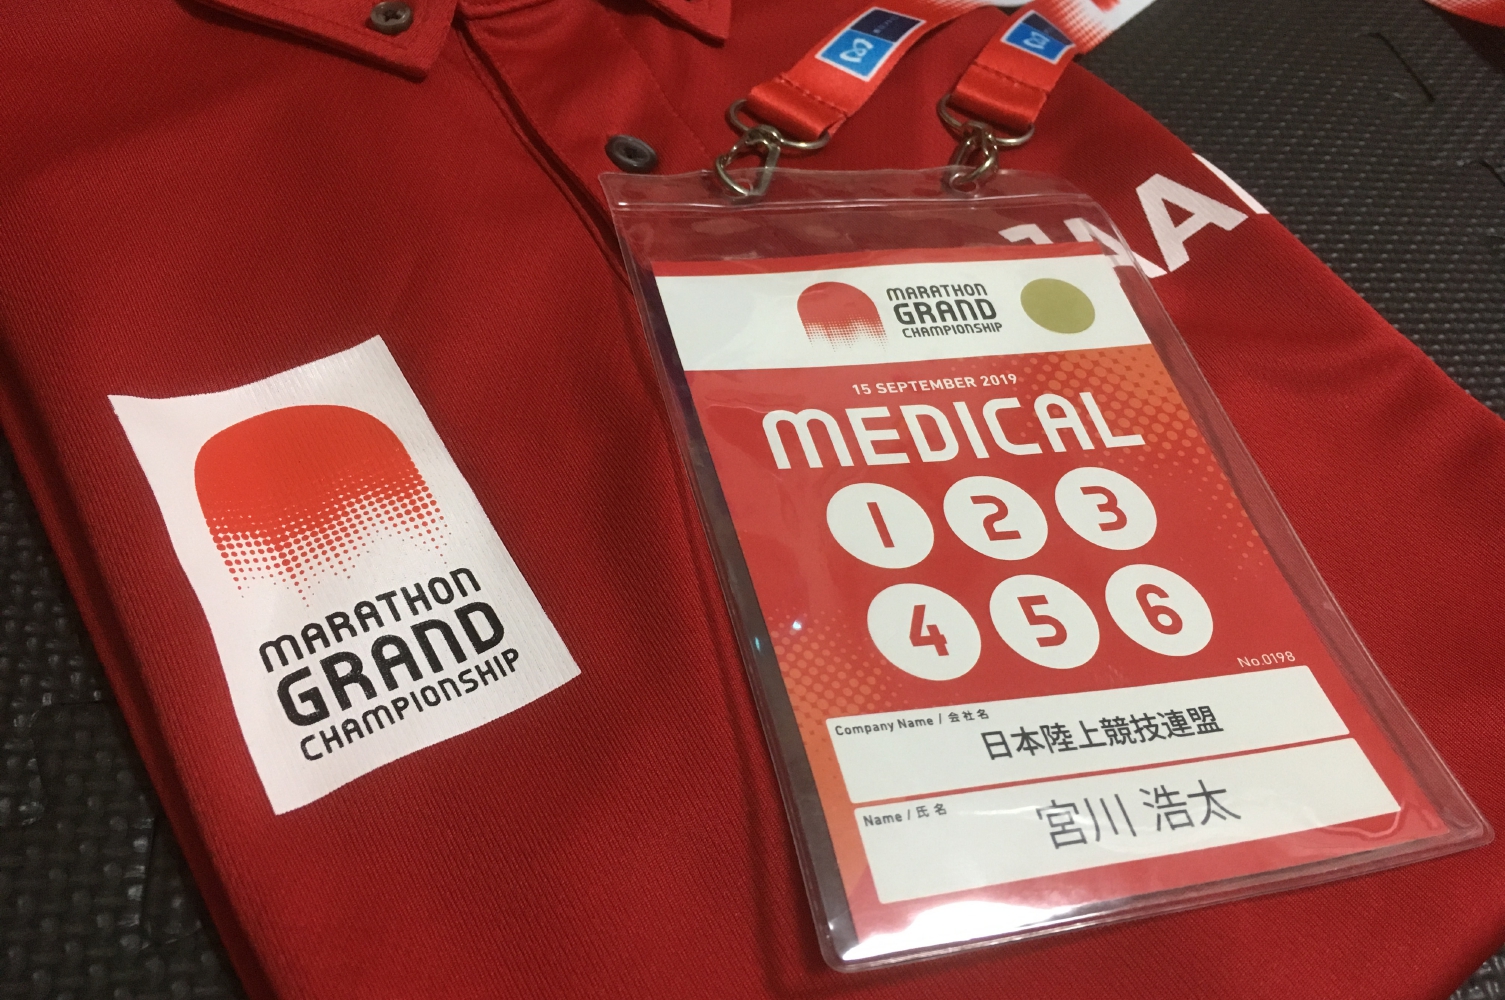 JAA
MARATHON
GRAND
CHAMPIONSHIP
15 SEPTEMBER 2019
MEDICAL
1 2 3
4 5 6
No.0198
Company Name / 会社名
日本陸上競技連盟
Name / 氏名
宮川 浩太
MARATHON
GRAND
CHAMPIONSHIP